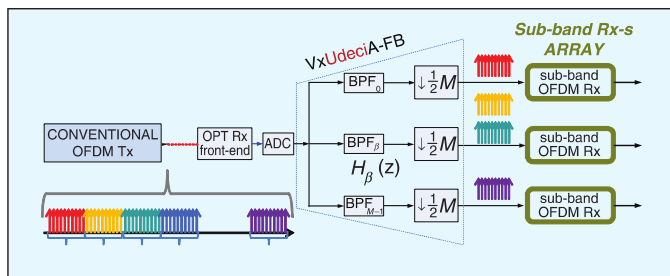 Sub-band Rx-s
ARRAY
VxUdeciA-FB
CONVENTIONAL
OFDM Tx
OPT Rx
front-end
ADC
BPF0
↓½M
sub-band
OFDM Rx
BPFβ
↓½M
sub-band
OFDM Rx
Hβ (z)
BPFM−1
↓½M
sub-band
OFDM Rx